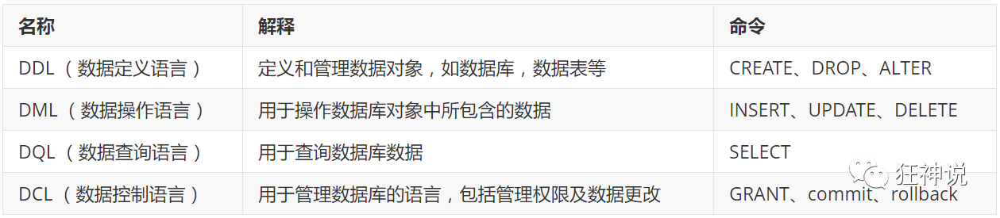 名称 解释 命令
DDL（数据定义语言） 定义和管理数据对象，如数据库，数据表等 CREATE、DROP、ALTER
DML（数据操作语言） 用于操作数据库对象中所包含的数据 INSERT、UPDATE、DELETE
DQL（数据查询语言） 用于查询数据库数据 SELECT
DCL（数据控制语言） 用于管理数据库的语言，包括管理权限及数据更改 GRANT、commit、rollback
狂神说